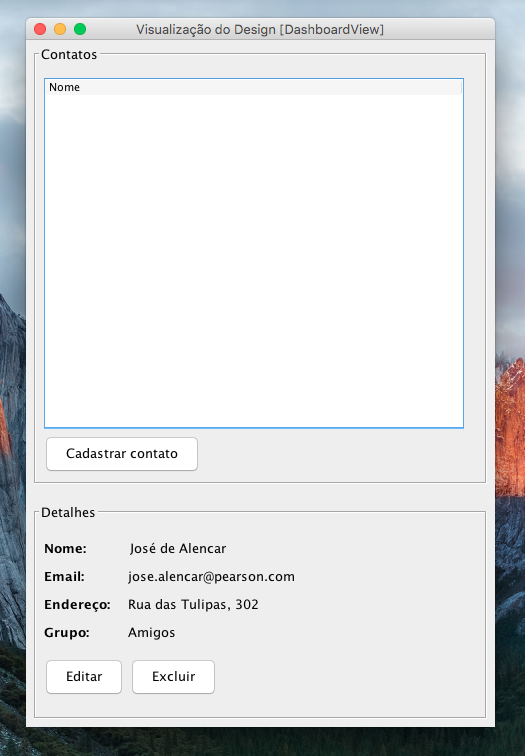 Visualização do Design [DashboardView]
Contatos
Nome
Cadastrar contato
Detalhes
Nome: José de Alencar
Email: jose.alencar@pearson.com
Endereço: Rua das Tulipas, 302
Grupo: Amigos
Editar Excluir